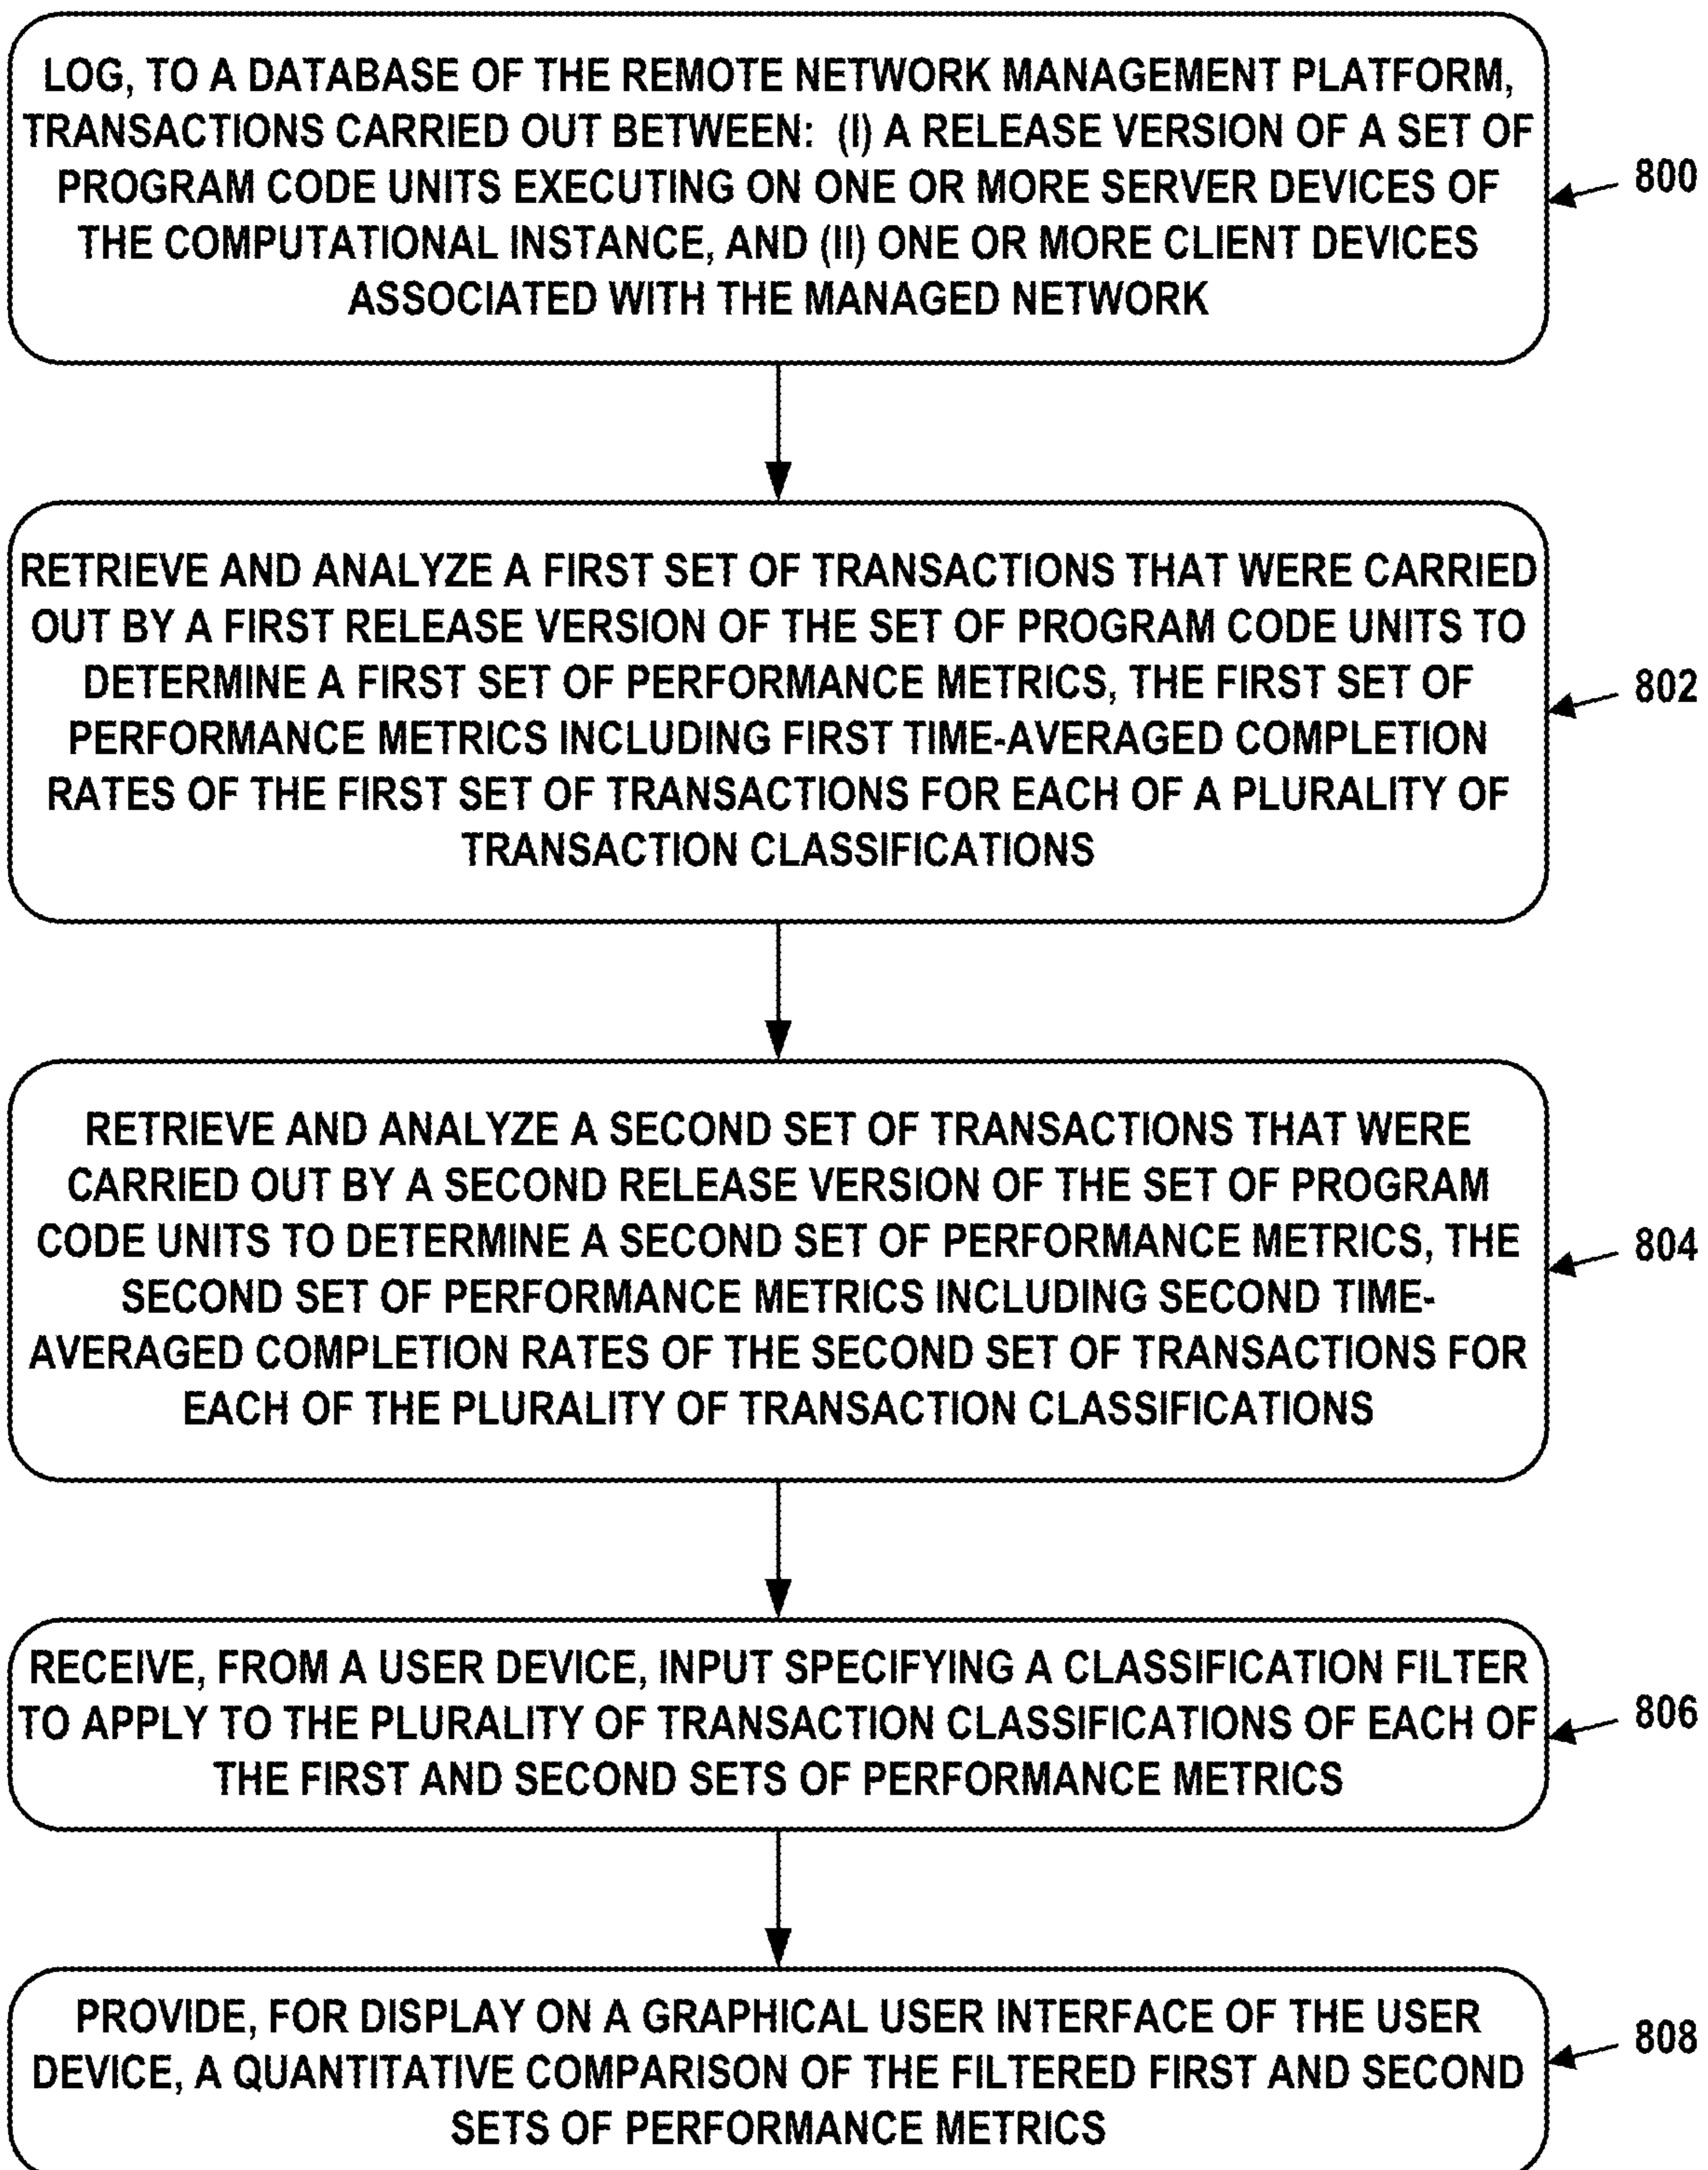 LOG, TO A DATABASE OF THE REMOTE NETWORK MANAGEMENT PLATFORM,
TRANSACTIONS CARRIED OUT BETWEEN: (I) A RELEASE VERSION OF A SET OF
PROGRAM CODE UNITS EXECUTING ON ONE OR MORE SERVER DEVICES OF
THE COMPUTATIONAL INSTANCE, AND (II) ONE OR MORE CLIENT DEVICES
ASSOCIATED WITH THE MANAGED NETWORK
800
RETRIEVE AND ANALYZE A FIRST SET OF TRANSACTIONS THAT WERE CARRIED
OUT BY A FIRST RELEASE VERSION OF THE SET OF PROGRAM CODE UNITS TO
DETERMINE A FIRST SET OF PERFORMANCE METRICS, THE FIRST SET OF
PERFORMANCE METRICS INCLUDING FIRST TIME-AVERAGED COMPLETION
RATES OF THE FIRST SET OF TRANSACTIONS FOR EACH OF A PLURALITY OF
TRANSACTION CLASSIFICATIONS
802
RETRIEVE AND ANALYZE A SECOND SET OF TRANSACTIONS THAT WERE
CARRIED OUT BY A SECOND RELEASE VERSION OF THE SET OF PROGRAM
CODE UNITS TO DETERMINE A SECOND SET OF PERFORMANCE METRICS, THE
SECOND SET OF PERFORMANCE METRICS INCLUDING SECOND TIME-
AVERAGED COMPLETION RATES OF THE SECOND SET OF TRANSACTIONS FOR
EACH OF THE PLURALITY OF TRANSACTION CLASSIFICATIONS
804
RECEIVE, FROM A USER DEVICE, INPUT SPECIFYING A CLASSIFICATION FILTER
TO APPLY TO THE PLURALITY OF TRANSACTION CLASSIFICATIONS OF EACH OF
THE FIRST AND SECOND SETS OF PERFORMANCE METRICS
806
PROVIDE, FOR DISPLAY ON A GRAPHICAL USER INTERFACE OF THE USER
DEVICE, A QUANTITATIVE COMPARISON OF THE FILTERED FIRST AND SECOND
SETS OF PERFORMANCE METRICS
808